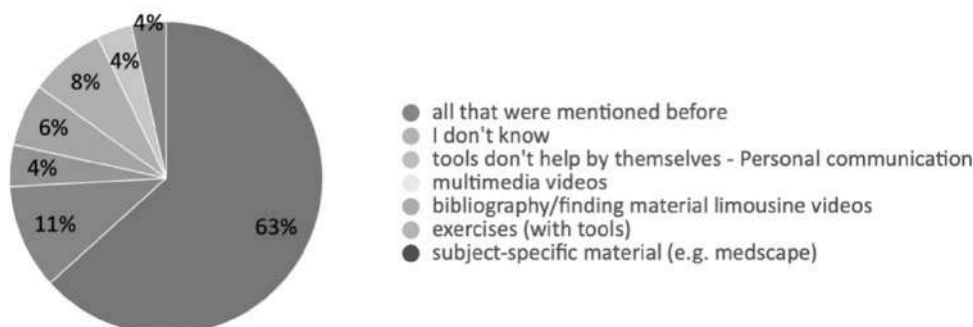 4%
4%
8%
6%
4%
11%
63%
all that were mentioned before
I don't know
tools don't help by themselves - Personal communication
multimedia videos
bibliography/finding material limousine videos
exercises (with tools)
subject-specific material (e.g. medscape)